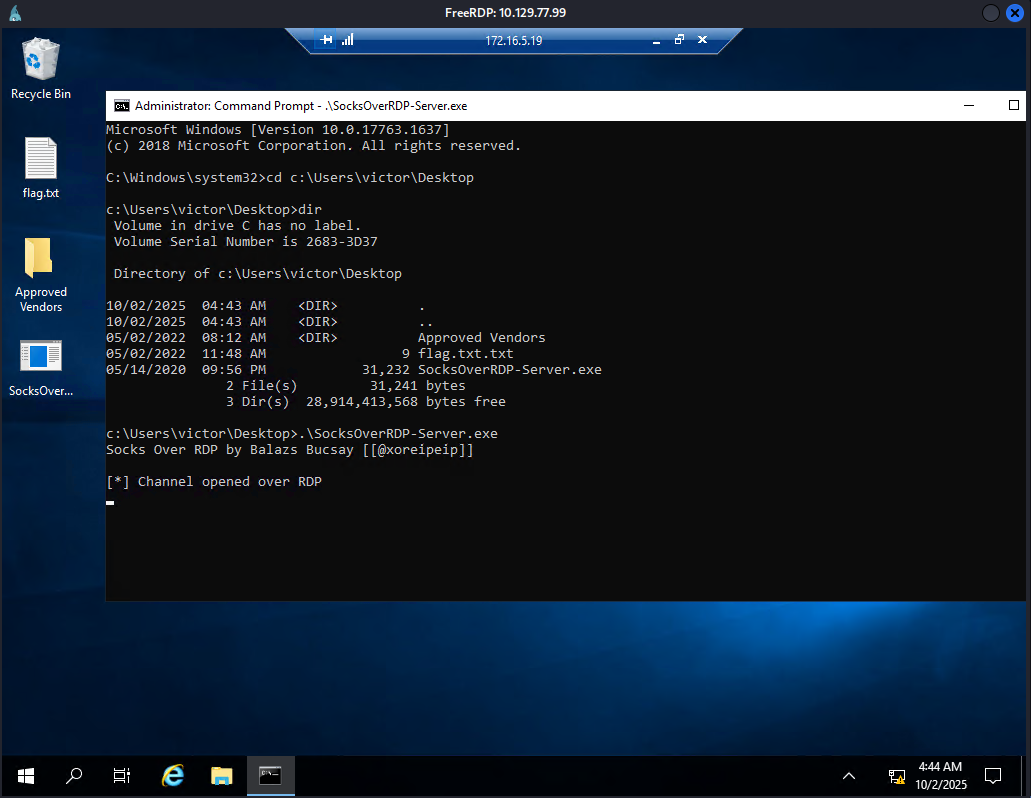 FreeRDP: 10.129.77.99
172.16.5.19
Recycle Bin
flag.txt
Approved
Vendors
SocksOver...
Administrator: Command Prompt - .\SocksOverRDP-Server.exe
Microsoft Windows [Version 10.0.17763.1637]
(c) 2018 Microsoft Corporation. All rights reserved.
C:\Windows\system32>cd c:\Users\victor\Desktop
c:\Users\victor\Desktop>dir
Volume in drive C has no label.
Volume Serial Number is 2683-3D37
Directory of c:\Users\victor\Desktop
10/02/2025  04:43 AM    <DIR>          .
10/02/2025  04:43 AM    <DIR>          ..
05/02/2022  08:12 AM    <DIR>          Approved Vendors
05/02/2022  11:48 AM                 9 flag.txt.txt
05/14/2020  09:56 PM            31,232 SocksOverRDP-Server.exe
2 File(s)         31,241 bytes
3 Dir(s)  28,914,413,568 bytes free
c:\Users\victor\Desktop>.\SocksOverRDP-Server.exe
Socks Over RDP by Balazs Bucsay [[@xoreipeip]]
[*] Channel opened over RDP
4:44 AM
10/2/2025